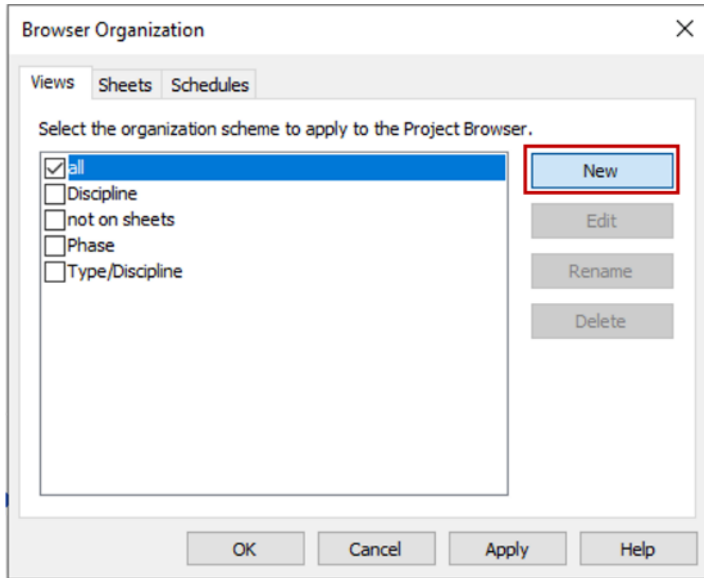 Browser Organization
Views Sheets Schedules
Select the organization scheme to apply to the Project Browser.
all
Discipline
not on sheets
Phase
Type/Discipline
New
Edit
Rename
Delete
OK Cancel Apply Help